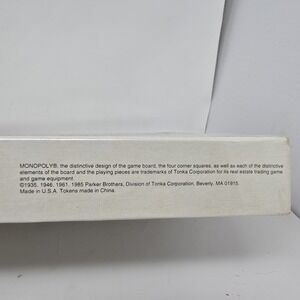 MONOPOLY®, the distinctive design of the game board, the four corner squares, as well as each of the distinctive
elements of the board and the playing pieces are trademarks of Tonka Corporation for its real estate trading game
and game equipment.
©1935, 1946, 1961, 1985 Parker Brothers, Division of Tonka Corporation, Beverly, MA 01915.
Made in U.S.A. Tokens made in China.